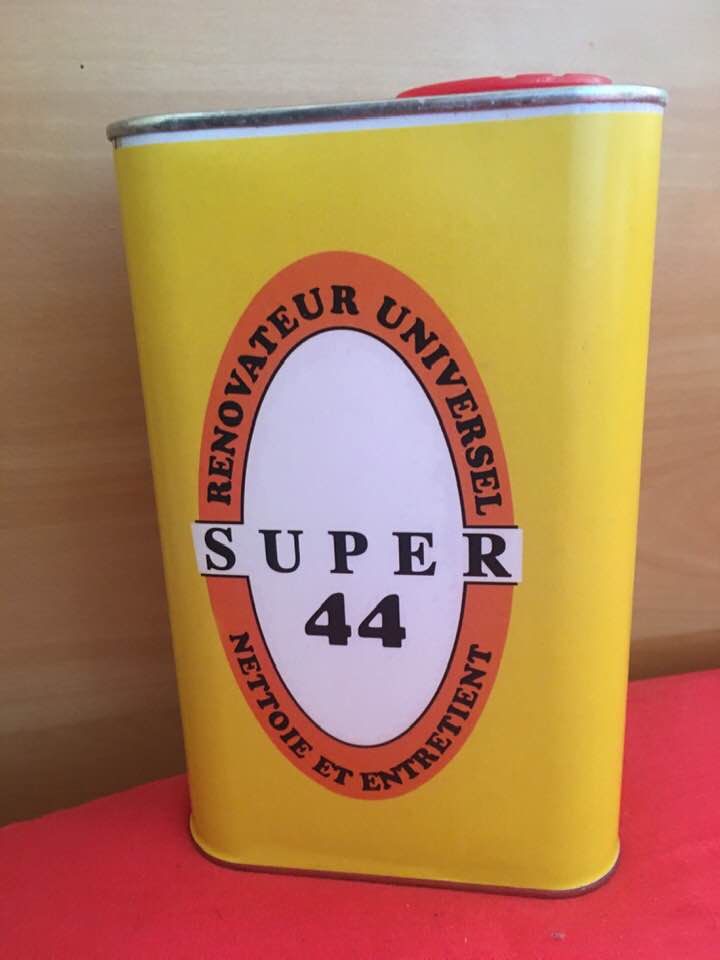 RENOVATEUR UNIVERSEL
SUPER
44
NETTOIE ET ENTRETIENT